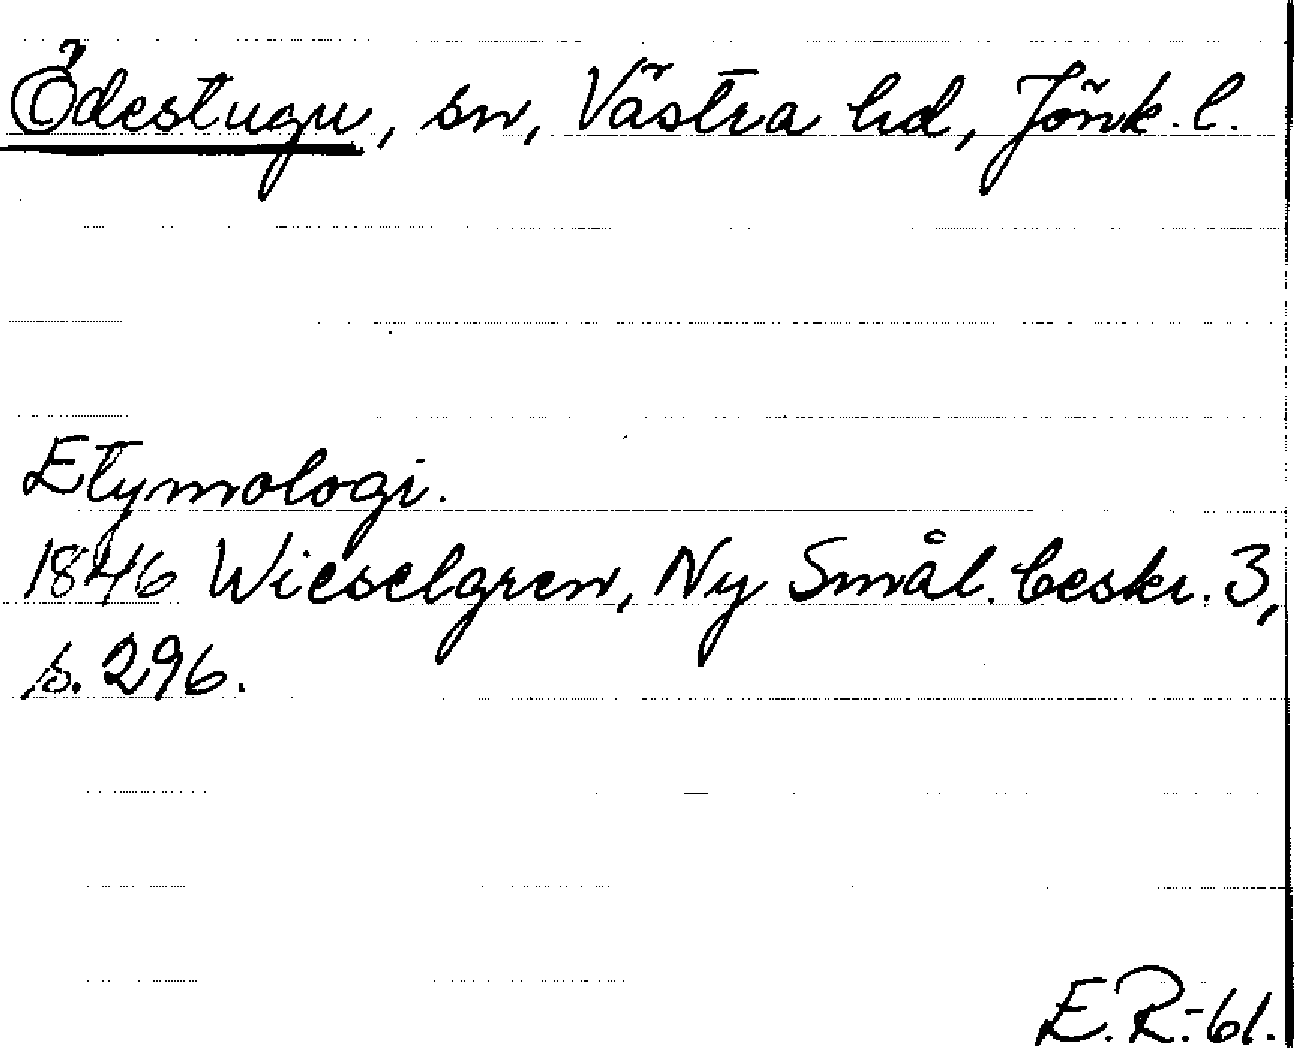 Ödestugu, sn, Västra hd, Jönk. l.
Etymologi.
1846 Wieselgren, Ny Smål. beskr. 3,
s. 296.
E.R.-61.